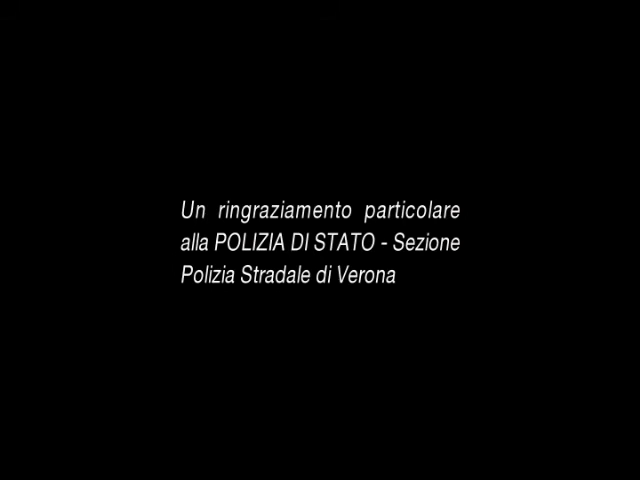 Un ringraziamento particolare
alla POLIZIA DI STATO - Sezione
Polizia Stradale di Verona